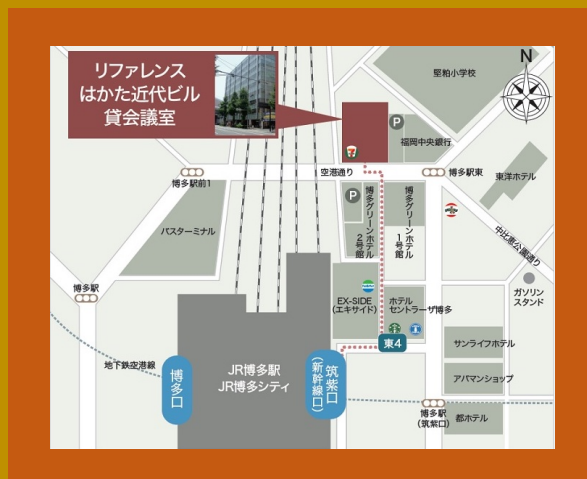 リファレンス
はかた近代ビル
貸会議室
N
堅粕小学校
P
福岡中央銀行
7
空港通り
博多駅前1
博多駅東
東洋ホテル
P
博多グリーンホテル
2号館
博多グリーンホテル
1号館
中比恵公園通り
バスターミナル
博多駅
EX-SIDE
(エキサイド)
ホテル
セントラーザ博多
ガソリン
スタンド
東4
サンライフホテル
地下鉄空港線
博多口
JR博多駅
JR博多シティ
筑紫口
(新幹線口)
アパマンショップ
博多駅
(筑紫口)
都ホテル